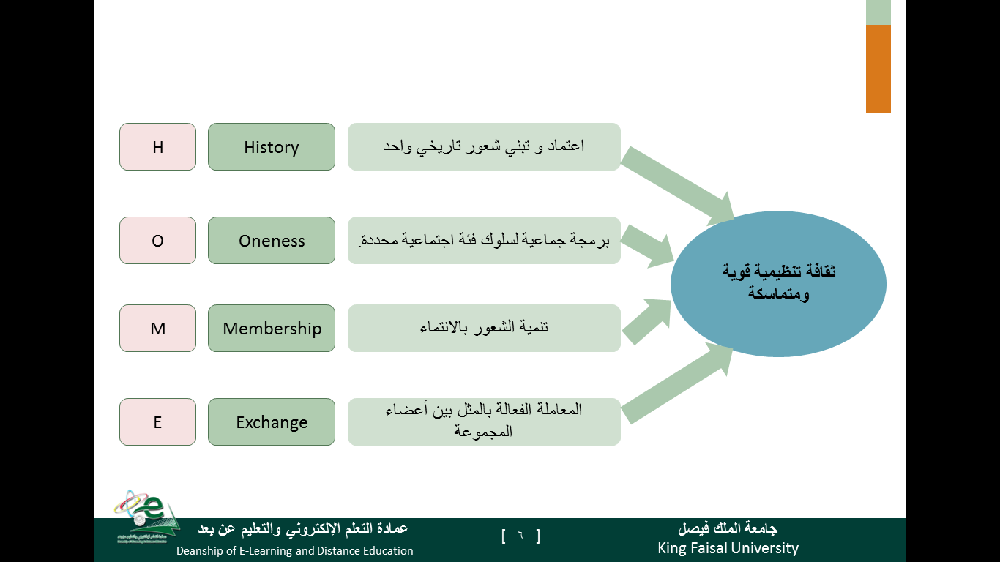 H
History
اعتماد و تبني شعور تاريخي واحد
O
Oneness
برمجة جماعية لسلوك فئة اجتماعية محددة.
M
Membership
تنمية الشعور بالانتماء
E
Exchange
المعاملة الفعالة بالمثل بين أعضاء
المجموعة
ثقافة تنظيمية قوية
ومتماسكة
عمادة التعلم الإلكتروني والتعليم عن بعد
Deanship of E-Learning and Distance Education
[ ٦ ]
جامعة الملك فيصل
King Faisal University